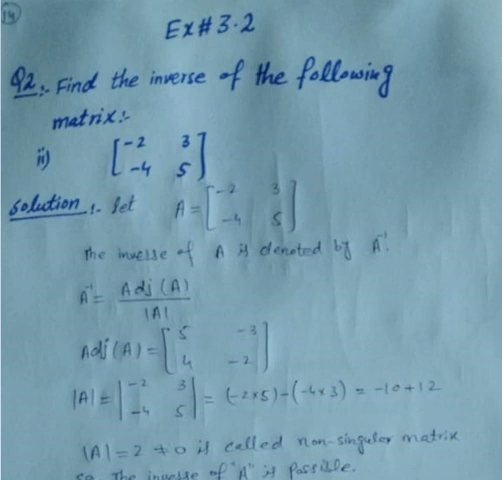 14
Ex#3.2
Q2:- Find the inverse of the following
matrix:-
ii) [-2 3
-4 5]
Solution :- Let A = [-2 3
-4 5]
The inverse of A is denoted by A⁻¹.
A⁻¹ = Adj (A)
|A|
Adj (A) = [5 -3
4 -2]
|A| = |-2 3
-4 5| = (-2×5)-(-4×3) = -10+12
|A| = 2 ≠ 0 is called non-singular matrix
so The inverse of "A" is possible.